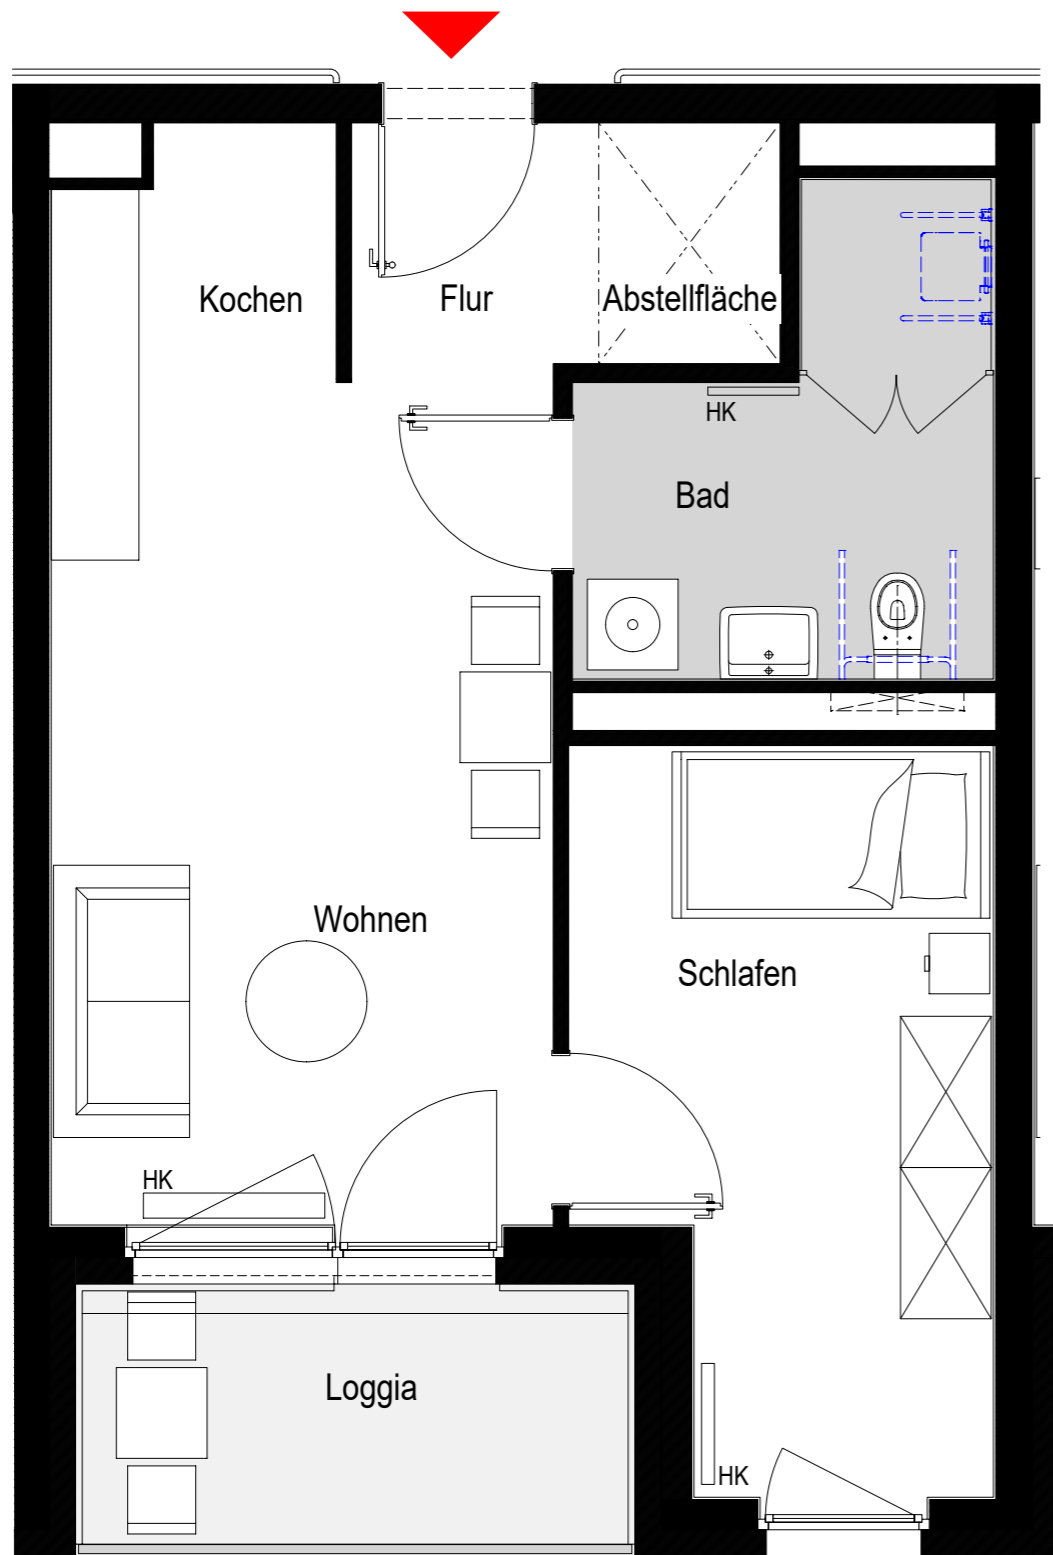 Kochen
Flur
Abstellfläche
HK
Bad
Wohnen
Schlafen
HK
Loggia
HK